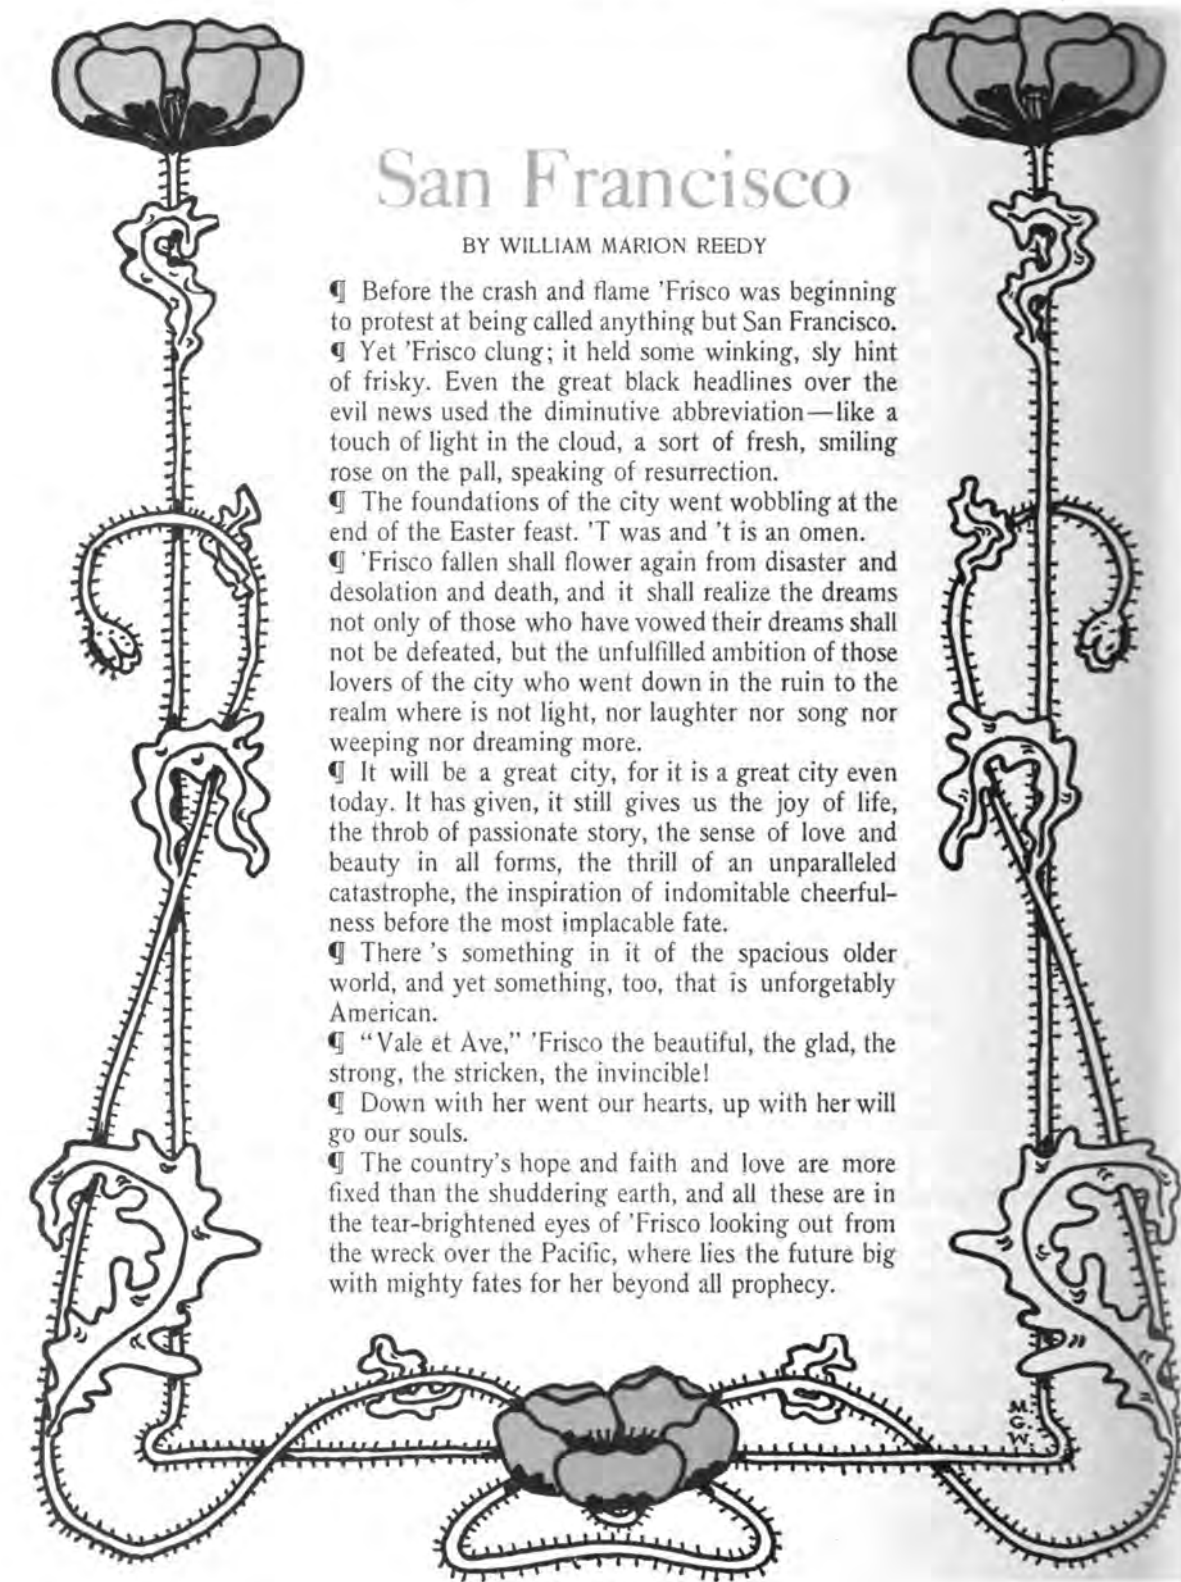 San Francisco
BY WILLIAM MARION REEDY
¶ Before the crash and flame 'Frisco was beginning
to protest at being called anything but San Francisco.
¶ Yet 'Frisco clung; it held some winking, sly hint
of frisky. Even the great black headlines over the
evil news used the diminutive abbreviation—like a
touch of light in the cloud, a sort of fresh, smiling
rose on the pall, speaking of resurrection.
¶ The foundations of the city went wobbling at the
end of the Easter feast. 'T was and 't is an omen.
¶ 'Frisco fallen shall flower again from disaster and
desolation and death, and it shall realize the dreams
not only of those who have vowed their dreams shall
not be defeated, but the unfulfilled ambition of those
lovers of the city who went down in the ruin to the
realm where is not light, nor laughter nor song nor
weeping nor dreaming more.
¶ It will be a great city, for it is a great city even
today. It has given, it still gives us the joy of life,
the throb of passionate story, the sense of love and
beauty in all forms, the thrill of an unparalleled
catastrophe, the inspiration of indomitable cheerful-
ness before the most implacable fate.
¶ There 's something in it of the spacious older
world, and yet something, too, that is unforgetably
American.
¶ "Vale et Ave," 'Frisco the beautiful, the glad, the
strong, the stricken, the invincible!
¶ Down with her went our hearts, up with her will
go our souls.
¶ The country's hope and faith and love are more
fixed than the shuddering earth, and all these are in
the tear-brightened eyes of 'Frisco looking out from
the wreck over the Pacific, where lies the future big
with mighty fates for her beyond all prophecy.
M.
G.
W.